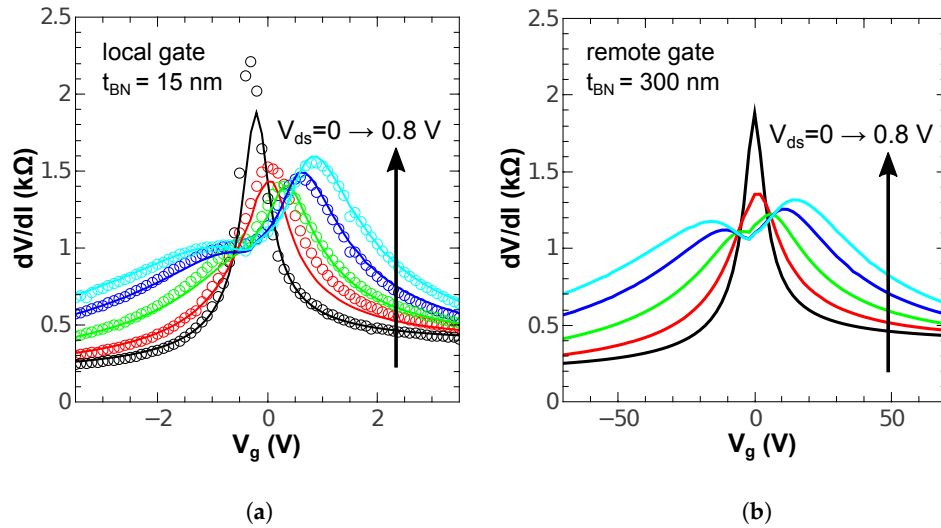 local gate
t_BN = 15 nm
V_ds=0 → 0.8 V
dV/dI (kΩ)
2.5
2
1.5
1
0.5
0
−2
0
2
V_g (V)
(a)
remote gate
t_BN = 300 nm
V_ds=0 → 0.8 V
dV/dI (kΩ)
2.5
2
1.5
1
0.5
0
−50
0
50
V_g (V)
(b)